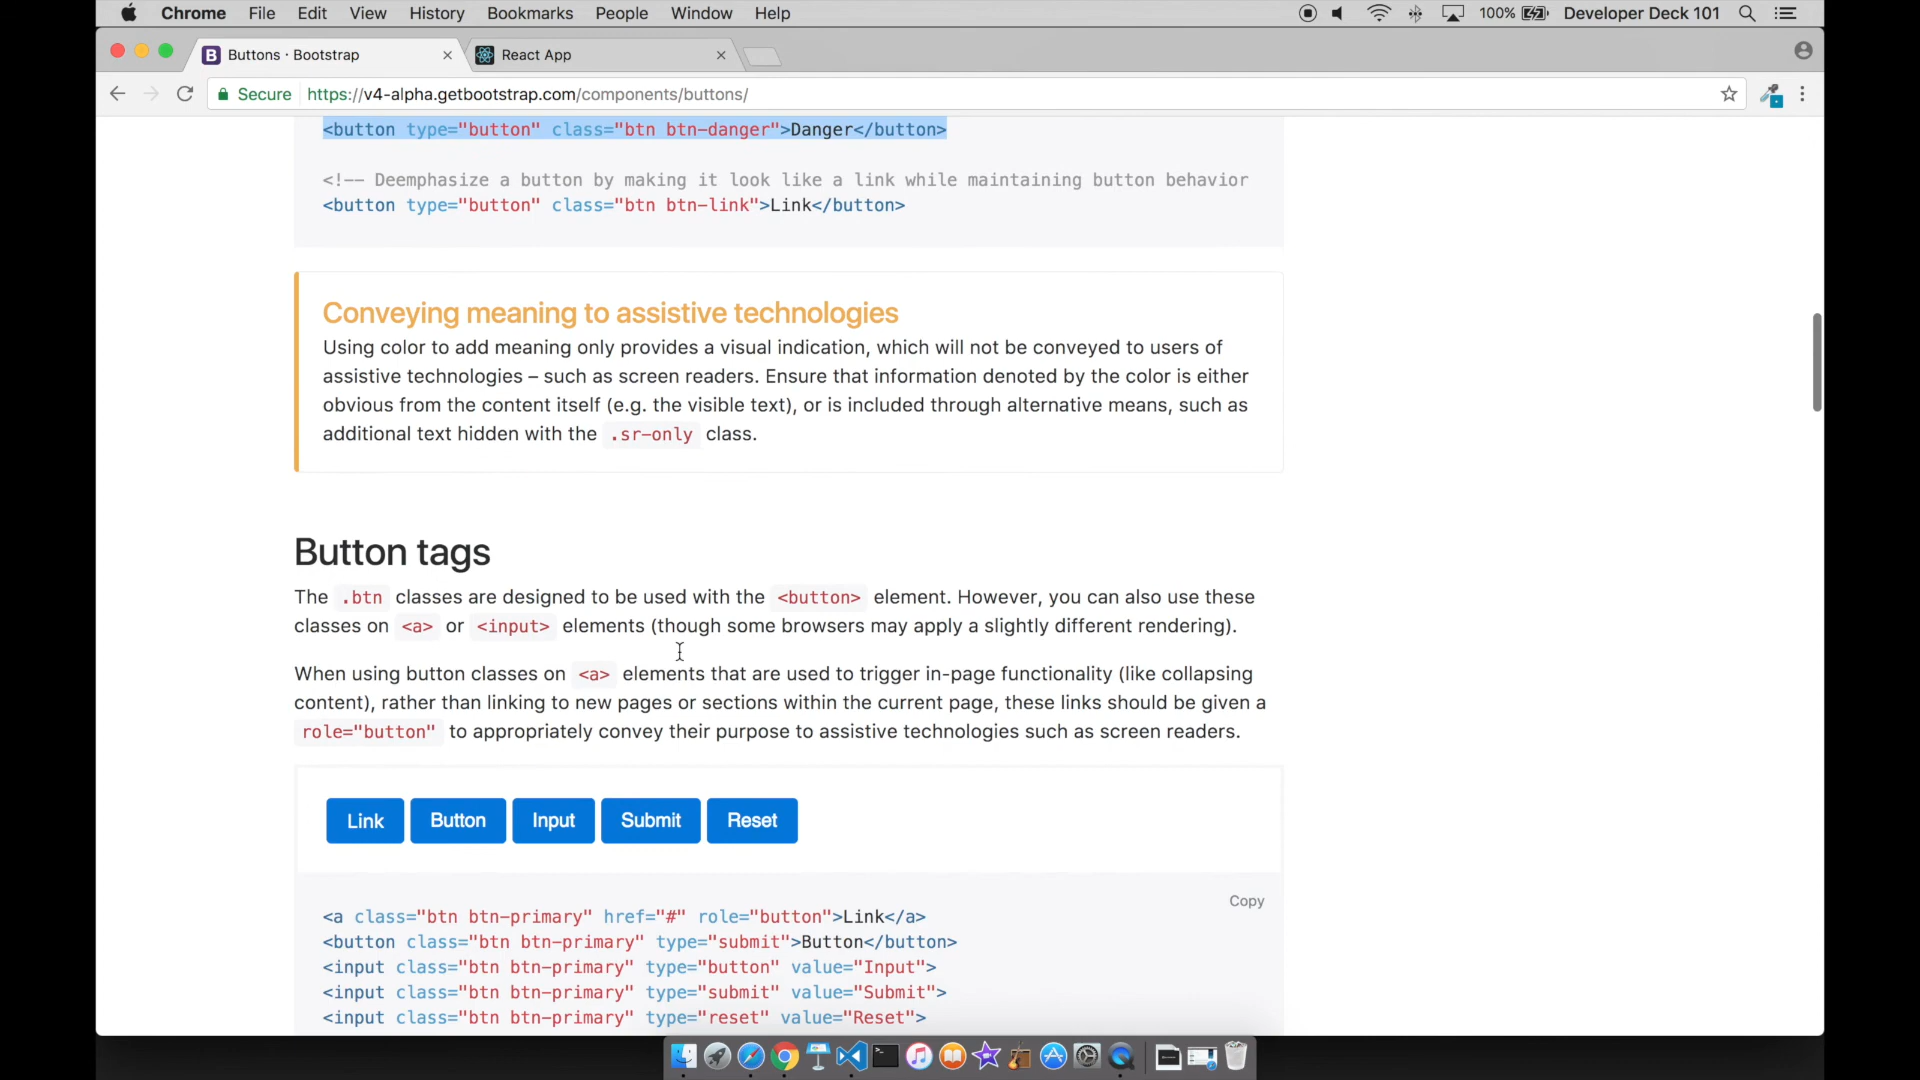 Chrome File Edit View History Bookmarks People Window Help 100% Developer Deck 101
Buttons · Bootstrap React App
Secure https://v4-alpha.getbootstrap.com/components/buttons/
<button type="button" class="btn btn-danger">Danger</button>
<!-- Deemphasize a button by making it look like a link while maintaining button behavior
<button type="button" class="btn btn-link">Link</button>
Conveying meaning to assistive technologies
Using color to add meaning only provides a visual indication, which will not be conveyed to users of
assistive technologies – such as screen readers. Ensure that information denoted by the color is either
obvious from the content itself (e.g. the visible text), or is included through alternative means, such as
additional text hidden with the .sr-only class.
Button tags
The .btn classes are designed to be used with the <button> element. However, you can also use these
classes on <a> or <input> elements (though some browsers may apply a slightly different rendering).
When using button classes on <a> elements that are used to trigger in-page functionality (like collapsing
content), rather than linking to new pages or sections within the current page, these links should be given a
role="button" to appropriately convey their purpose to assistive technologies such as screen readers.
Link Button Input Submit Reset
Copy
<a class="btn btn-primary" href="#" role="button">Link</a>
<button class="btn btn-primary" type="submit">Button</button>
<input class="btn btn-primary" type="button" value="Input">
<input class="btn btn-primary" type="submit" value="Submit">
<input class="btn btn-primary" type="reset" value="Reset">